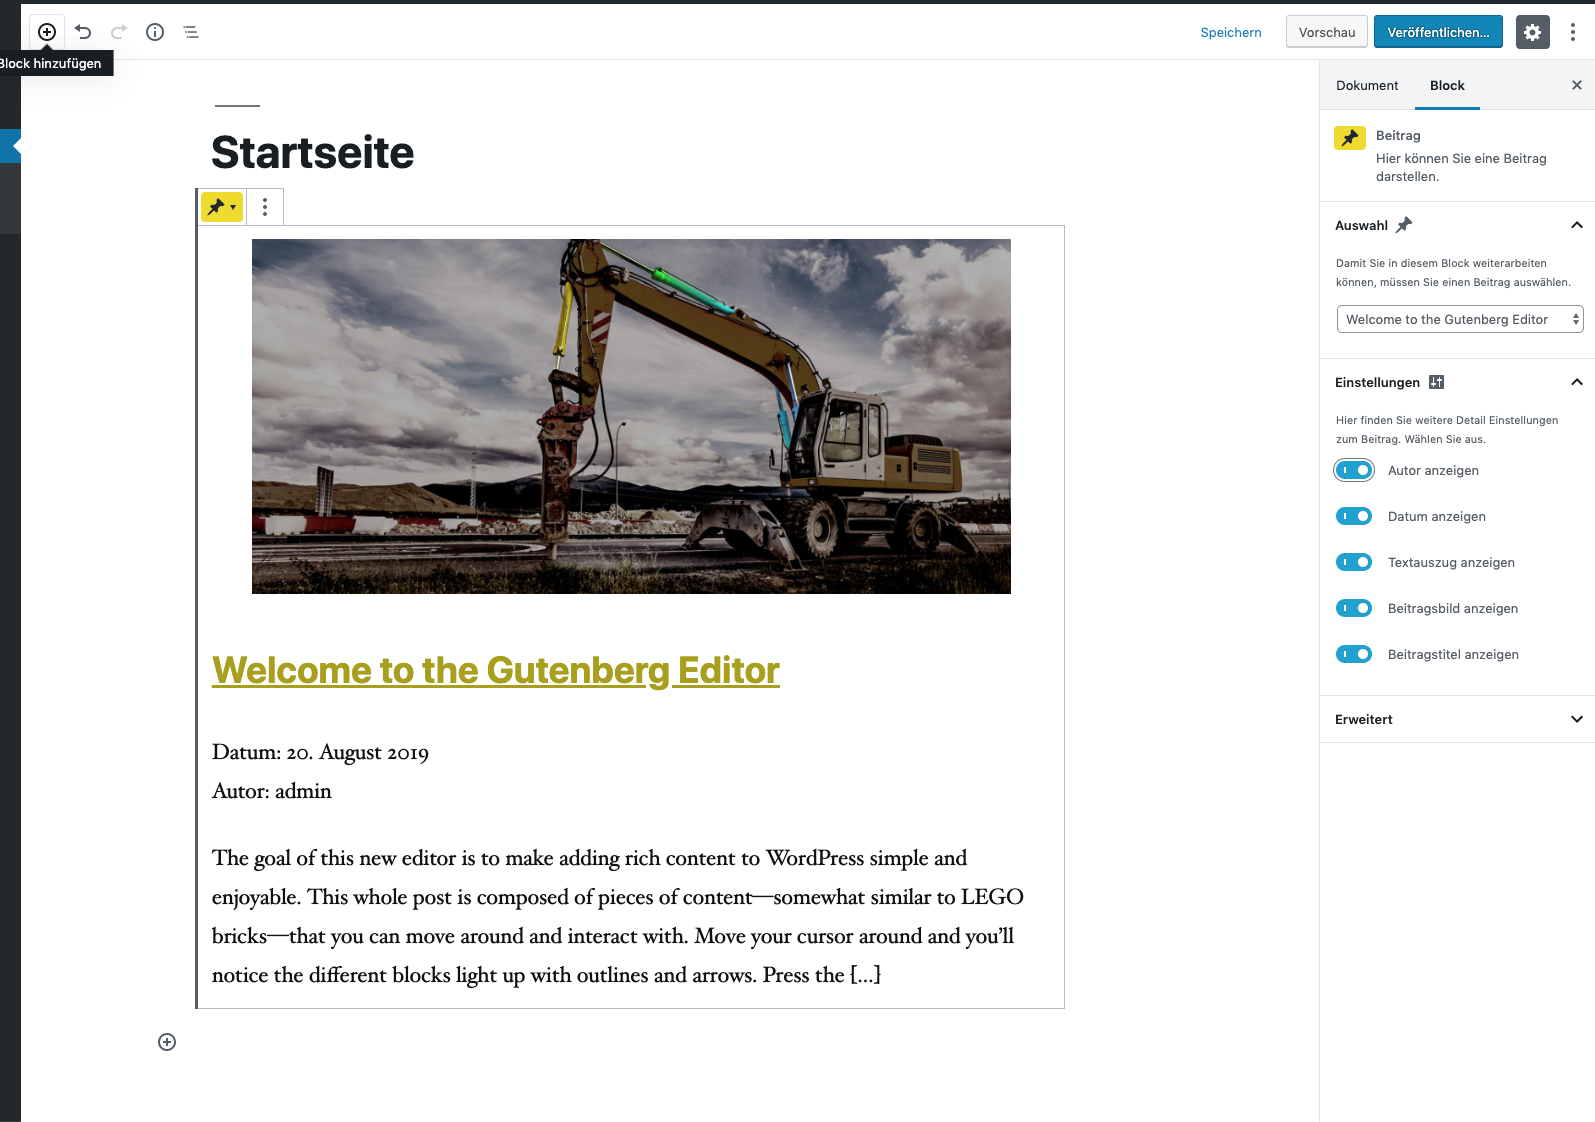 Speichern
Vorschau
Veröffentlichen...
Block hinzufügen
Dokument
Block
Startseite
Beitrag
Hier können Sie eine Beitrag
darstellen.
Auswahl
Damit Sie in diesem Block weiterarbeiten
können, müssen Sie einen Beitrag auswählen.
Welcome to the Gutenberg Editor
Einstellungen
Hier finden Sie weitere Detail Einstellungen
zum Beitrag. Wählen Sie aus.
Autor anzeigen
Datum anzeigen
Textauszug anzeigen
Beitragsbild anzeigen
Beitragstitel anzeigen
Erweitert
Welcome to the Gutenberg Editor
Datum: 20. August 2019
Autor: admin
The goal of this new editor is to make adding rich content to WordPress simple and
enjoyable. This whole post is composed of pieces of content—somewhat similar to LEGO
bricks—that you can move around and interact with. Move your cursor around and you’ll
notice the different blocks light up with outlines and arrows. Press the […]